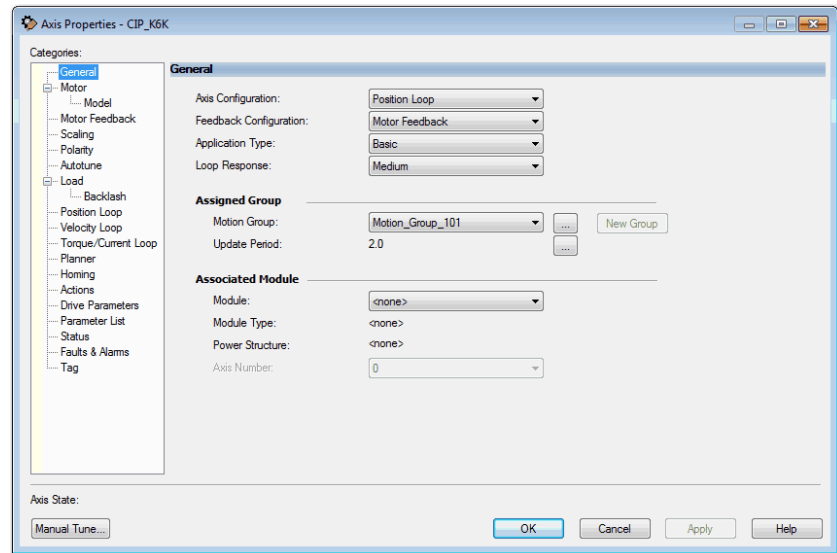 Axis Properties - CIP_K6K
Categories:
General
Motor
Model
Motor Feedback
Scaling
Polarity
Autotune
Load
Backlash
Position Loop
Velocity Loop
Torque/Current Loop
Planner
Homing
Actions
Drive Parameters
Parameter List
Status
Faults & Alarms
Tag
General
Axis Configuration: Position Loop
Feedback Configuration: Motor Feedback
Application Type: Basic
Loop Response: Medium
Assigned Group
Motion Group: Motion_Group_101 ... New Group
Update Period: 2.0 ...
Associated Module
Module: <none>
Module Type: <none>
Power Structure: <none>
Axis Number: 0
Axis State:
Manual Tune... OK Cancel Apply Help